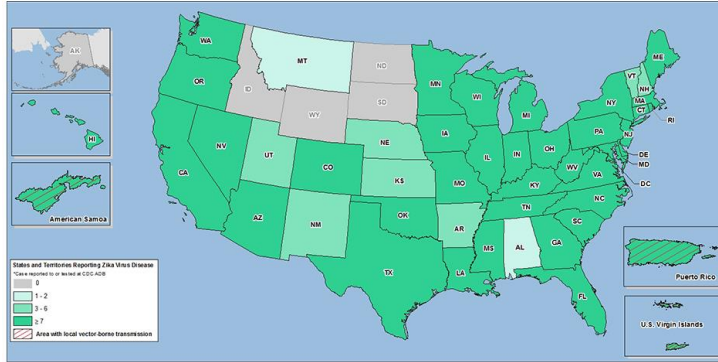 AK
HI
American Samoa
WA
MT
ND
MN
ME
VT
NH
OR
ID
SD
WI
MI
NY
MA
CT
RI
WY
IA
PA
NJ
NV
UT
NE
IL
IN
OH
DE
MD
DC
CA
CO
KS
MO
WV
VA
KY
NC
TN
AZ
NM
OK
AR
SC
MS
AL
GA
TX
LA
FL
Puerto Rico
U.S. Virgin Islands
States and Territories Reporting Zika Virus Disease
*Case reported to or tested at CDC ADB
0
1 - 2
3 - 6
≥ 7
Area with local vector-borne transmission